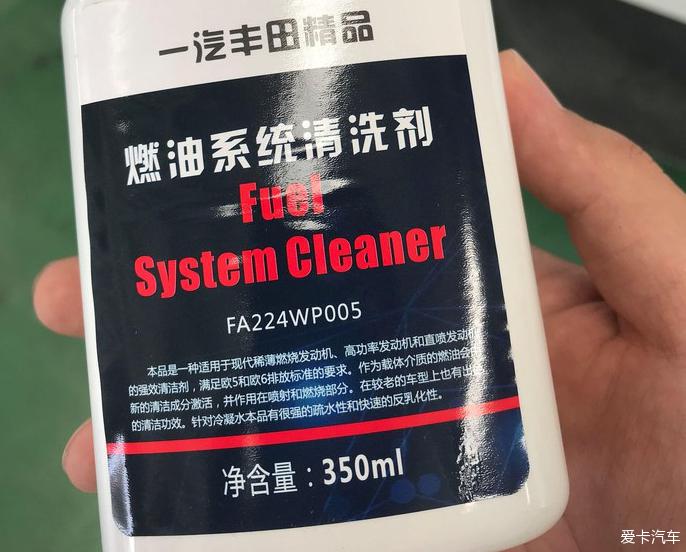 一汽丰田精品
燃油系统清洗剂
Fuel
System Cleaner
FA224WP005
本品是一种适用于现代稀薄燃烧发动机、高功率发动机和直喷发动机
的强效清洁剂，满足欧5和欧6排放标准的要求。作为载体介质的燃油会
新的清洁成分激活，并作用在喷射和燃烧部分。在较老的车型上也有出
的清洁功效。针对冷凝水本品有很强的疏水性和快速的反乳化性。
净含量：350ml
爱卡汽车